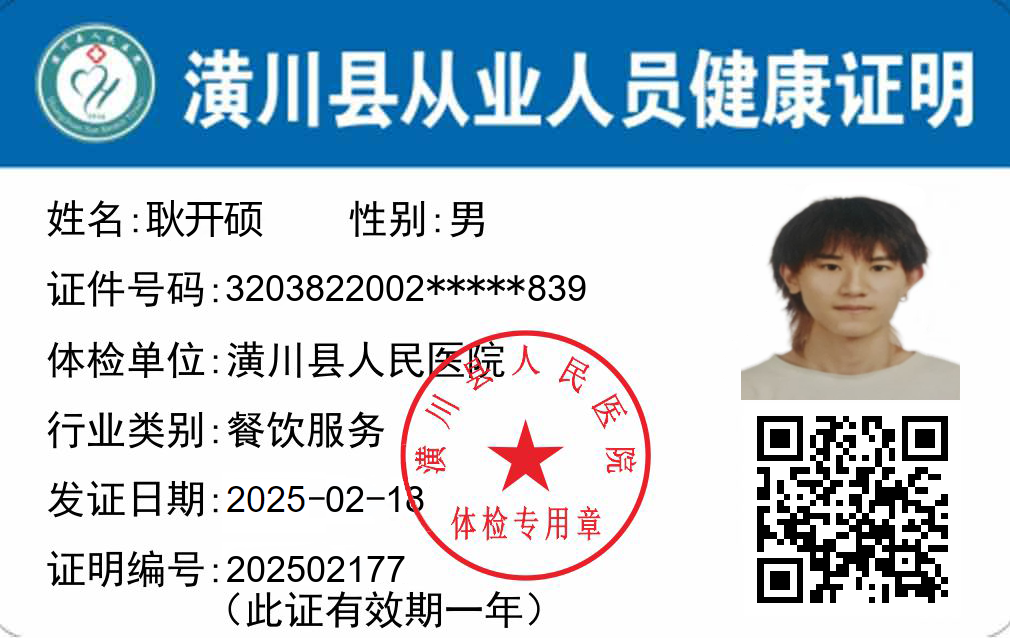 潢川县从业人员健康证明
姓名:耿开硕 性别:男
证件号码:3203822002*****839
体检单位:潢川县人民医院
行业类别:餐饮服务
发证日期:2025-02-18
证明编号:202502177
（此证有效期一年）
潢川县人民医院
体检专用章